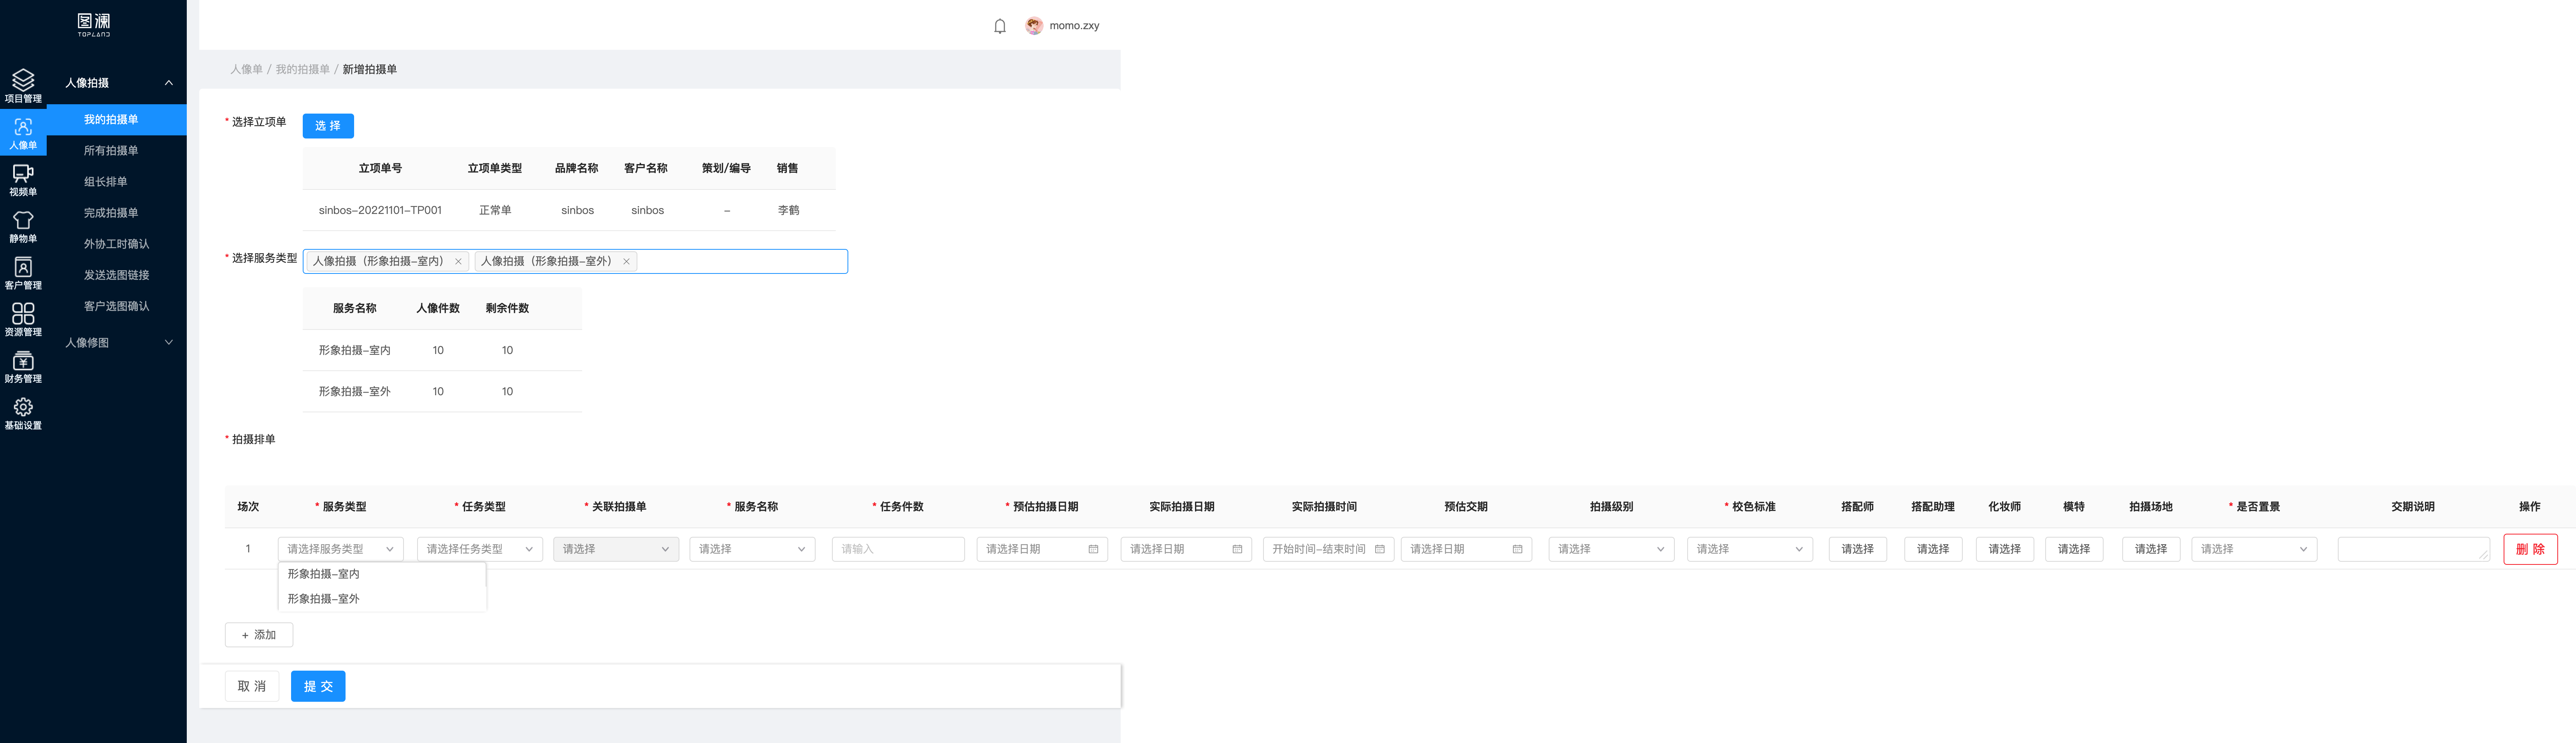 图澜
TOPLAND
momo.zxy
项目管理
人像单
视频单
静物单
客户管理
资源管理
财务管理
基础设置
人像拍摄
我的拍摄单
所有拍摄单
组长排单
完成拍摄单
外协工时确认
发送选图链接
客户选图确认
人像修图
人像单 / 我的拍摄单 / 新增拍摄单
* 选择立项单 选 择
立项单号 立项单类型 品牌名称 客户名称 策划/编导 销售
sinbos-20221101-TP001 正常单 sinbos sinbos - 李鹤
* 选择服务类型 人像拍摄（形象拍摄-室内） × 人像拍摄（形象拍摄-室外） ×
服务名称 人像件数 剩余件数
形象拍摄-室内 10 10
形象拍摄-室外 10 10
* 拍摄排单
场次 * 服务类型 * 任务类型 * 关联拍摄单 * 服务名称 * 任务件数 * 预估拍摄日期 实际拍摄日期 实际拍摄时间 预估交期 拍摄级别 * 校色标准 搭配师 搭配助理 化妆师 模特 拍摄场地 * 是否置景 交期说明 操作
1 请选择服务类型 请选择任务类型 请选择 请选择 请输入 请选择日期 请选择日期 开始时间-结束时间 请选择日期 请选择 请选择 请选择 请选择 请选择 请选择 请选择 请选择 删 除
形象拍摄-室内
形象拍摄-室外
+ 添加
取 消 提 交